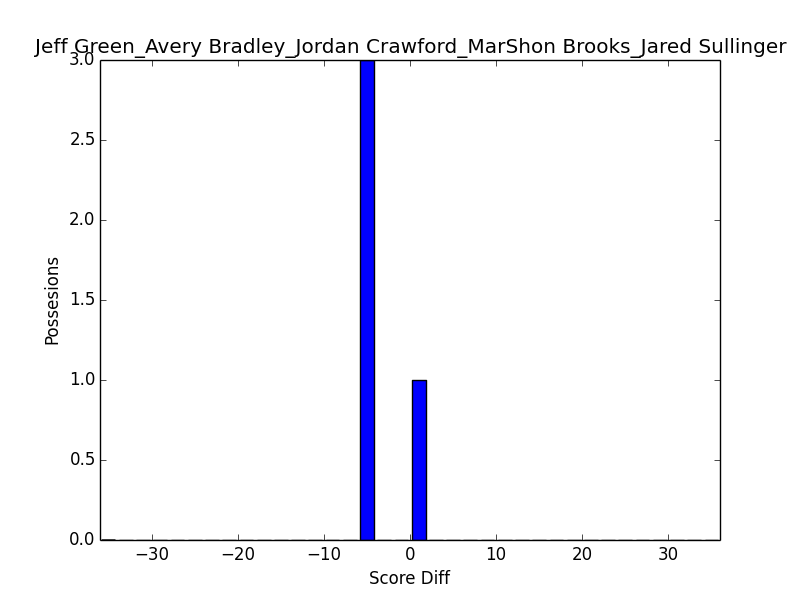 Jeff Green_Avery Bradley_Jordan Crawford_MarShon Brooks_Jared Sullinger
3.0
2.5
2.0
1.5
1.0
0.5
0.0
Possesions
−30 −20 −10 0 10 20 30
Score Diff